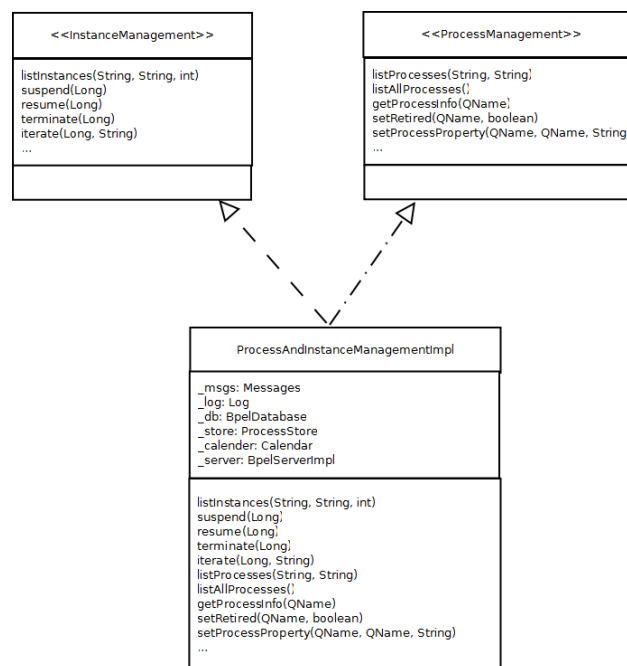 <<InstanceManagement>>
listInstances(String, String, int)
suspend(Long)
resume(Long)
terminate(Long)
iterate(Long, String)
...
<<ProcessManagement>>
listProcesses(String, String)
listAllProcesses()
getProcessInfo(QName)
setRetired(QName, boolean)
setProcessProperty(QName, QName, String
...
ProcessAndInstanceManagementImpl
_msgs: Messages
_log: Log
_db: BpelDatabase
_store: ProcessStore
_calender: Calendar
_server: BpelServerImpl
listInstances(String, String, int)
suspend(Long)
resume(Long)
terminate(Long)
iterate(Long, String)
listProcesses(String, String)
listAllProcesses()
getProcessInfo(QName)
setRetired(QName, boolean)
setProcessProperty(QName, QName, String)
...